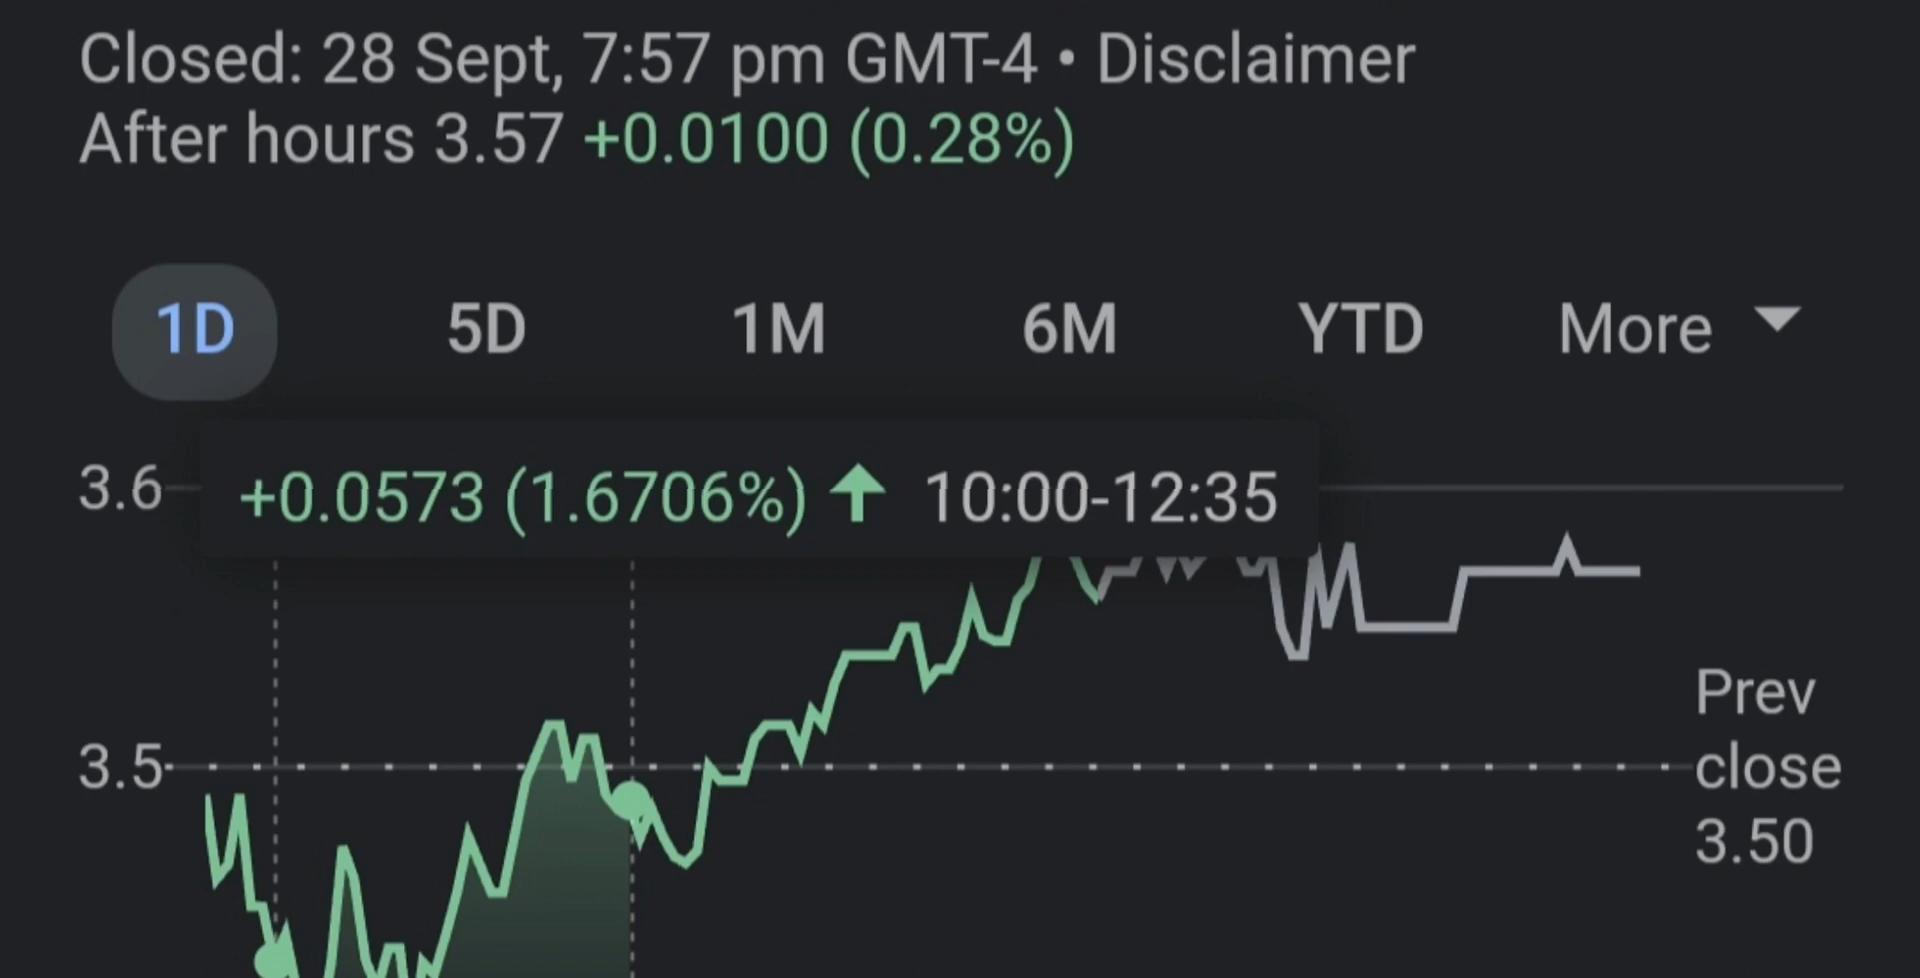 Closed: 28 Sept, 7:57 pm GMT-4 • Disclaimer
After hours 3.57 +0.0100 (0.28%)
1D 5D 1M 6M YTD More
+0.0573 (1.6706%) ↑ 10:00-12:35
3.6
3.5
Prev
close
3.50